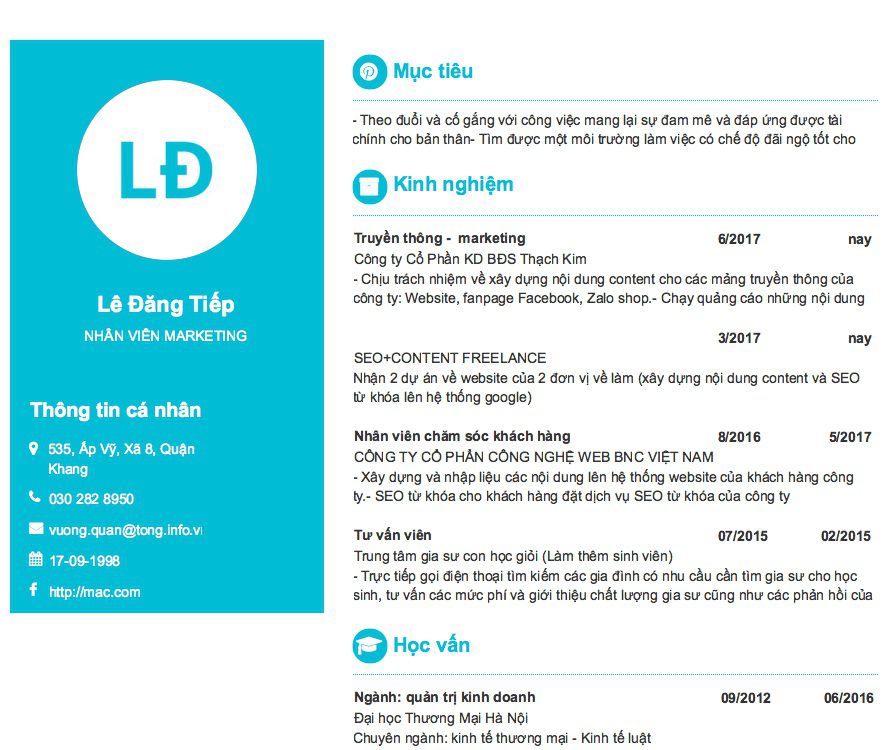 LĐ
Lê Đăng Tiếp
NHÂN VIÊN MARKETING
Thông tin cá nhân
535, Ấp Vỹ, Xã 8, Quận
Khang
030 282 8950
vuong.quan@tong.info.v
17-09-1998
http://mac.com
Mục tiêu
- Theo đuổi và cố gắng với công việc mang lại sự đam mê và đáp ứng được tài
chính cho bản thân- Tìm được một môi trường làm việc có chế độ đãi ngộ tốt cho
Kinh nghiệm
Truyền thông - marketing 6/2017 nay
Công ty Cổ Phần KD BĐS Thạch Kim
- Chịu trách nhiệm về xây dựng nội dung content cho các mảng truyền thông của
công ty: Website, fanpage Facebook, Zalo shop.- Chạy quảng cáo những nội dung
3/2017 nay
SEO+CONTENT FREELANCE
Nhận 2 dự án về website của 2 đơn vị về làm (xây dựng nội dung content và SEO
từ khóa lên hệ thống google)
Nhân viên chăm sóc khách hàng 8/2016 5/2017
CÔNG TY CỔ PHẦN CÔNG NGHỆ WEB BNC VIỆT NAM
- Xây dựng và nhập liệu các nội dung lên hệ thống website của khách hàng công
ty.- SEO từ khóa cho khách hàng đặt dịch vụ SEO từ khóa của công ty
Tư vấn viên 07/2015 02/2015
Trung tâm gia sư con học giỏi (Làm thêm sinh viên)
- Trực tiếp gọi điện thoại tìm kiếm các gia đình có nhu cầu cần tìm gia sư cho học
sinh, tư vấn các mức phí và giới thiệu chất lượng gia sư cũng như các phản hồi của
Học vấn
Ngành: quản trị kinh doanh 09/2012 06/2016
Đại học Thương Mại Hà Nội
Chuyên ngành: kinh tế thương mại - Kinh tế luật